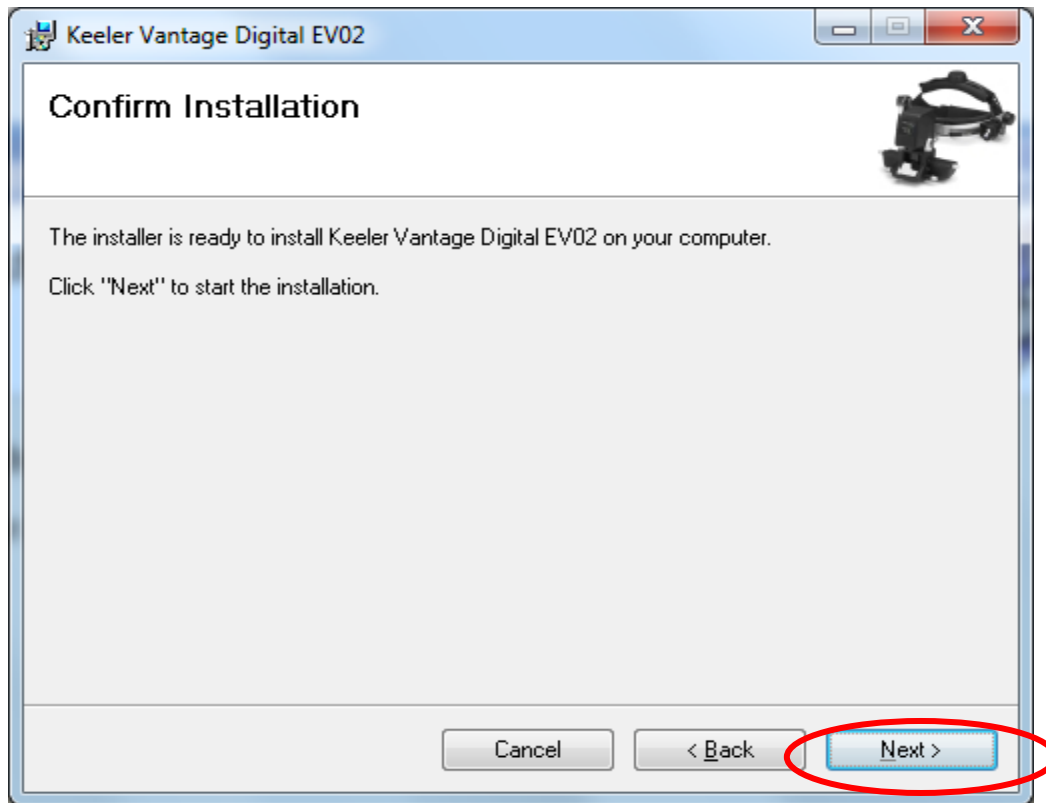 Keeler Vantage Digital EV02
Confirm Installation
The installer is ready to install Keeler Vantage Digital EV02 on your computer.
Click "Next" to start the installation.
Cancel
< Back
Next >